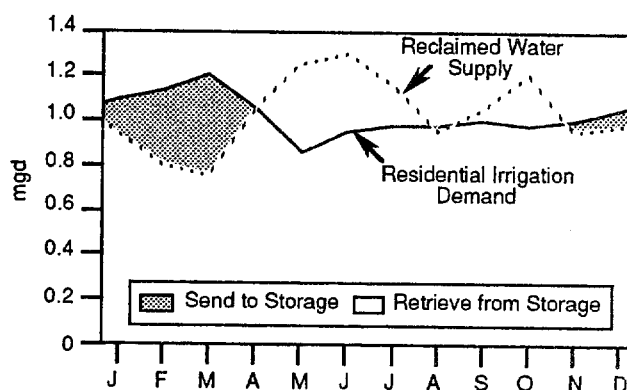 1.4
1.2
1.0
0.8
0.6
0.4
0.2
0
mgd
Reclaimed Water
Supply
Residential Irrigation
Demand
Send to Storage Retrieve from Storage
J F M A M J J A S O N D